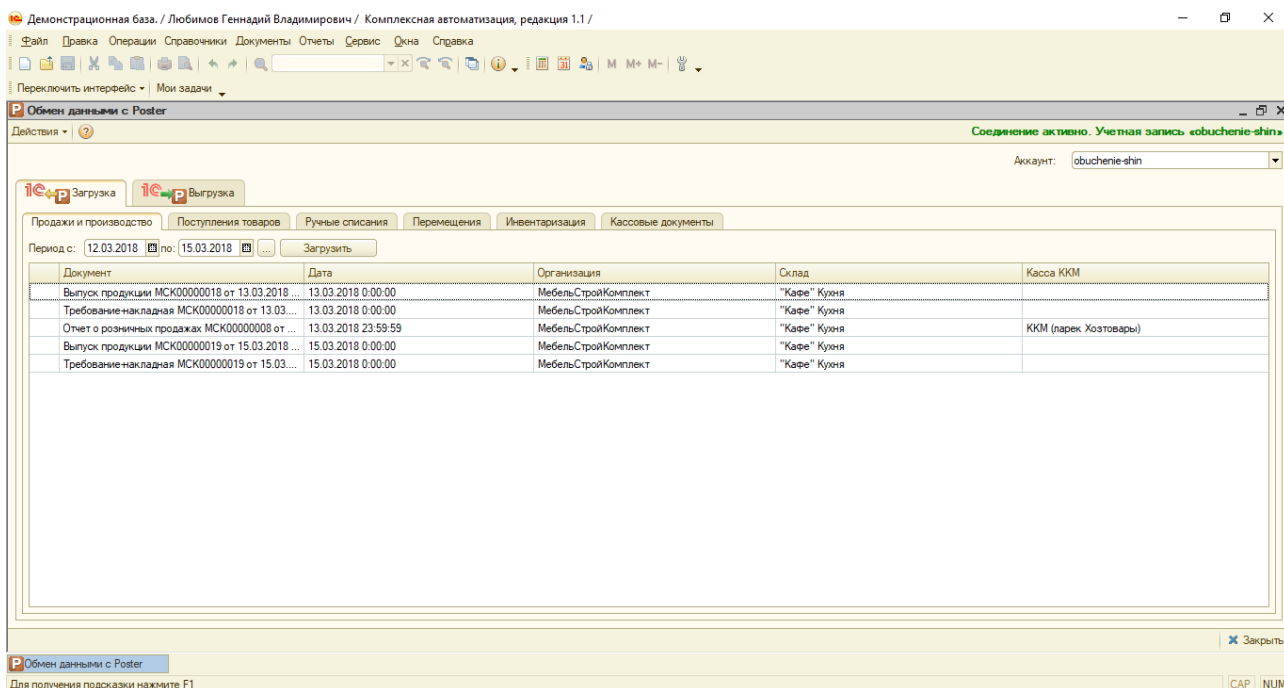 Демонстрационная база. / Любимов Геннадий Владимирович / Комплексная автоматизация, редакция 1.1 /
Файл Правка Операции Справочники Документы Отчеты Сервис Окна Справка
M M+ M-
Переключить интерфейс Мои задачи
Обмен данными с Poster
Действия Соединение активно. Учетная запись «obuchenie-shin»
Аккаунт: obuchenie-shin
Загрузка Выгрузка
Продажи и производство Поступления товаров Ручные списания Перемещения Инвентаризация Кассовые документы
Период с: 12.03.2018 по: 15.03.2018 ... Загрузить
Документ Дата Организация Склад Касса ККМ
Выпуск продукции МСК00000018 от 13.03.2018 ... 13.03.2018 0:00:00 МебельСтройКомплект "Кафе" Кухня
Требование-накладная МСК00000018 от 13.03.... 13.03.2018 0:00:00 МебельСтройКомплект "Кафе" Кухня
Отчет о розничных продажах МСК00000008 от ... 13.03.2018 23:59:59 МебельСтройКомплект "Кафе" Кухня ККМ (ларек Хозтовары)
Выпуск продукции МСК00000019 от 15.03.2018 ... 15.03.2018 0:00:00 МебельСтройКомплект "Кафе" Кухня
Требование-накладная МСК00000019 от 15.03.... 15.03.2018 0:00:00 МебельСтройКомплект "Кафе" Кухня
Закрыть
Обмен данными с Poster
Для получения подсказки нажмите F1 CAP NUM